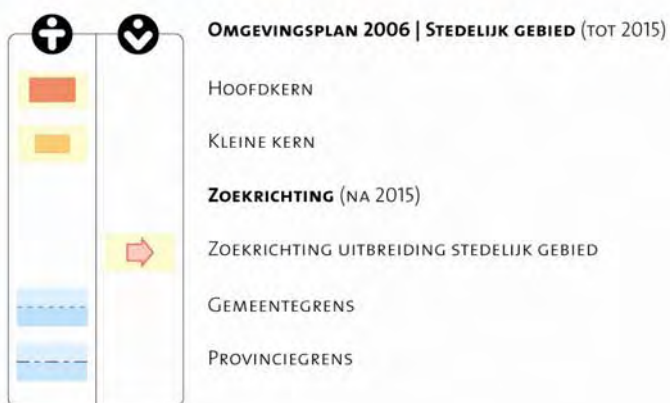 Omgevingsplan 2006 | Stedelijk gebied (tot 2015)
Hoofdkern
Kleine kern
Zoekrichting (na 2015)
Zoekrichting uitbreiding stedelijk gebied
Gemeentegrens
Provinciegrens